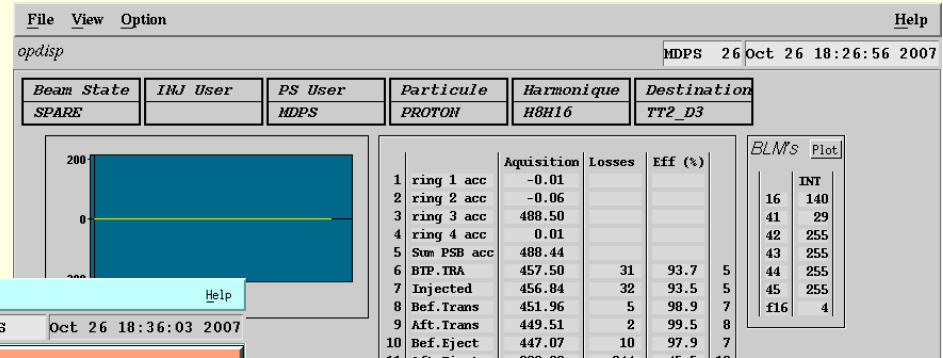 File View Option Help
opdisp MDPS 26 Oct 26 18:26:56 2007
Beam State INJ User PS User Particule Harmonique Destination
SPARE MDPS PROTON H8H16 TT2_D3
BLM's Plot
200
0
Aquisition Losses Eff (%)
1 ring 1 acc -0.01
2 ring 2 acc -0.06
3 ring 3 acc 488.50
4 ring 4 acc 0.01
5 Sum PSB acc 488.44
6 BTP.TRA 457.50 31 93.7 5
7 Injected 456.84 32 93.5 5
8 Bef.Trans 451.96 5 98.9 7
9 Aft.Trans 449.51 2 99.5 8
10 Bef.Eject 447.07 10 97.9 7
INT
16 140
41 29
42 255
43 255
44 255
45 255
f16 4
Help
S Oct 26 18:36:03 2007